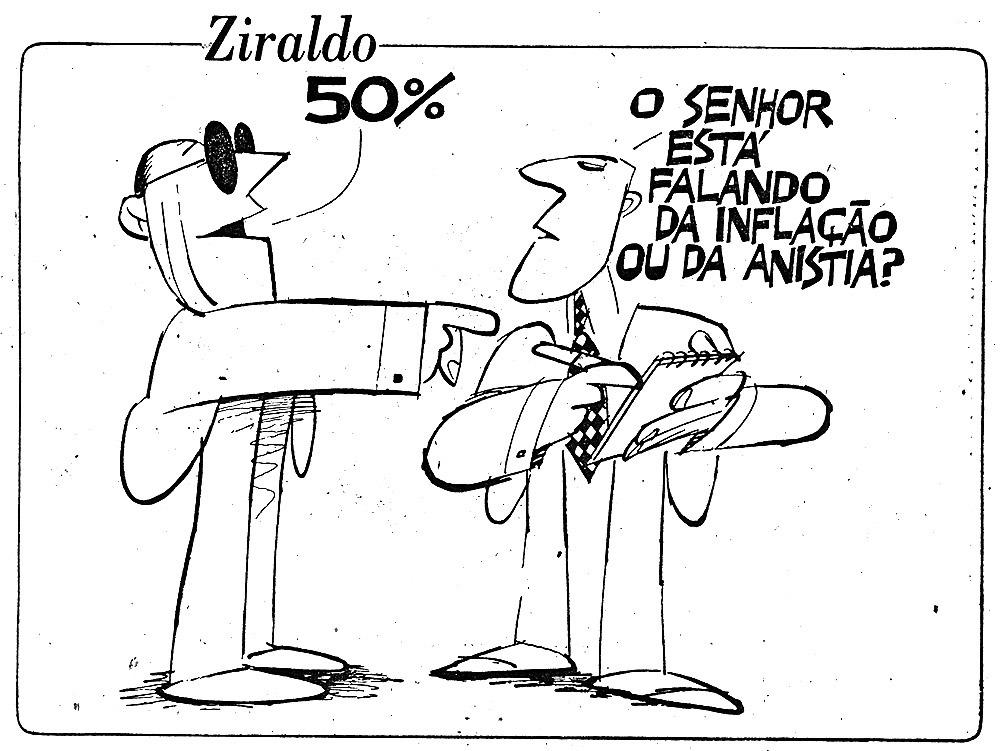 Ziraldo
50%
O SENHOR
ESTÁ
FALANDO
DA INFLAÇÃO
OU DA ANISTIA?